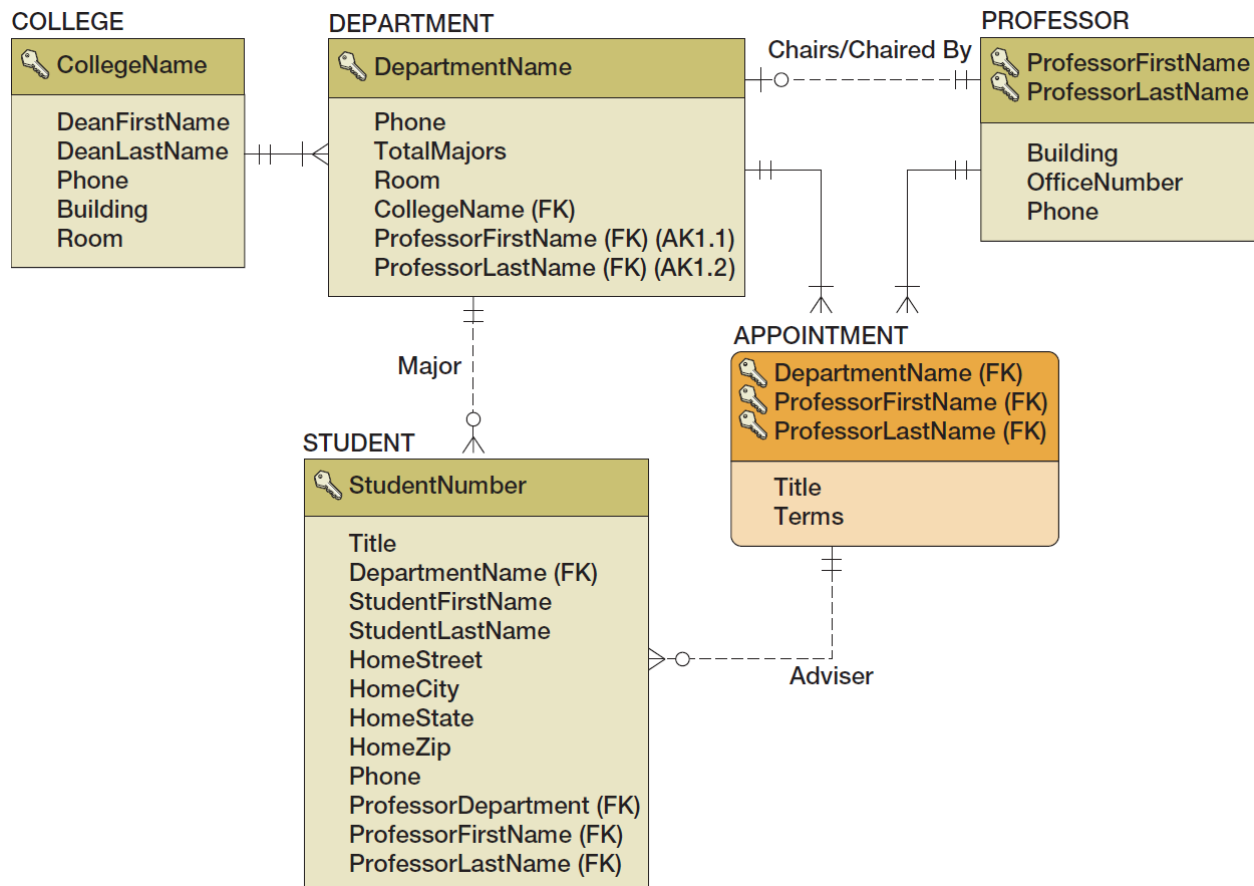 COLLEGE
CollegeName
DeanFirstName
DeanLastName
Phone
Building
Room
DEPARTMENT
DepartmentName
Phone
TotalMajors
Room
CollegeName (FK)
ProfessorFirstName (FK) (AK1.1)
ProfessorLastName (FK) (AK1.2)
Chairs/Chaired By
PROFESSOR
ProfessorFirstName
ProfessorLastName
Building
OfficeNumber
Phone
Major
APPOINTMENT
DepartmentName (FK)
ProfessorFirstName (FK)
ProfessorLastName (FK)
Title
Terms
STUDENT
StudentNumber
Title
DepartmentName (FK)
StudentFirstName
StudentLastName
HomeStreet
HomeCity
HomeState
HomeZip
Phone
ProfessorDepartment (FK)
ProfessorFirstName (FK)
ProfessorLastName (FK)
Adviser